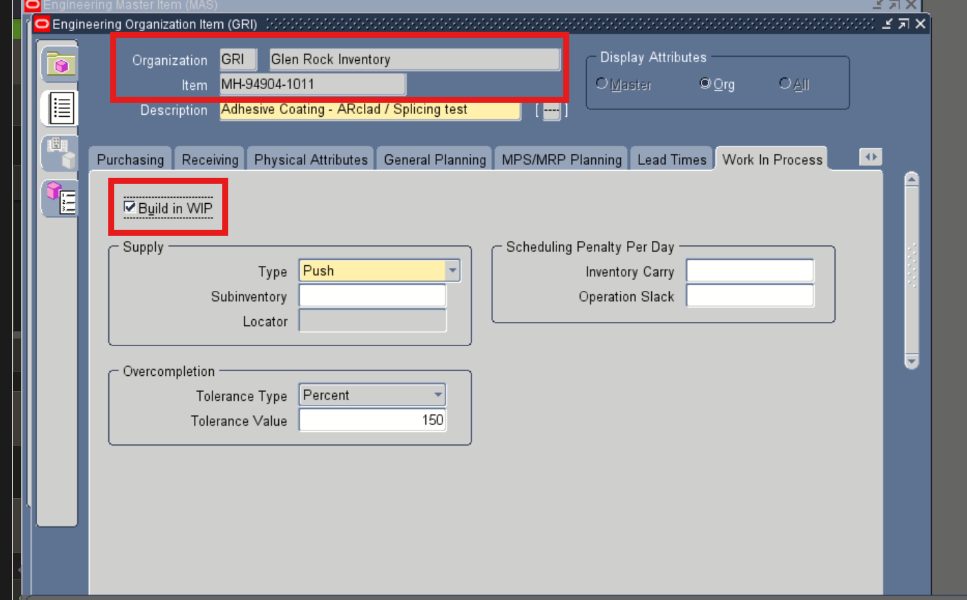 Engineering Master Item (MAS)
Engineering Organization Item (GRI)
Organization GRI Glen Rock Inventory
Item MH-94904-1011
Description Adhesive Coating - ARclad / Splicing test [ ---- ]
Display Attributes
Master Org All
Purchasing Receiving Physical Attributes General Planning MPS/MRP Planning Lead Times Work In Process
Build in WIP
Supply
Type Push
Subinventory
Locator
Scheduling Penalty Per Day
Inventory Carry
Operation Slack
Overcompletion
Tolerance Type Percent
Tolerance Value 150